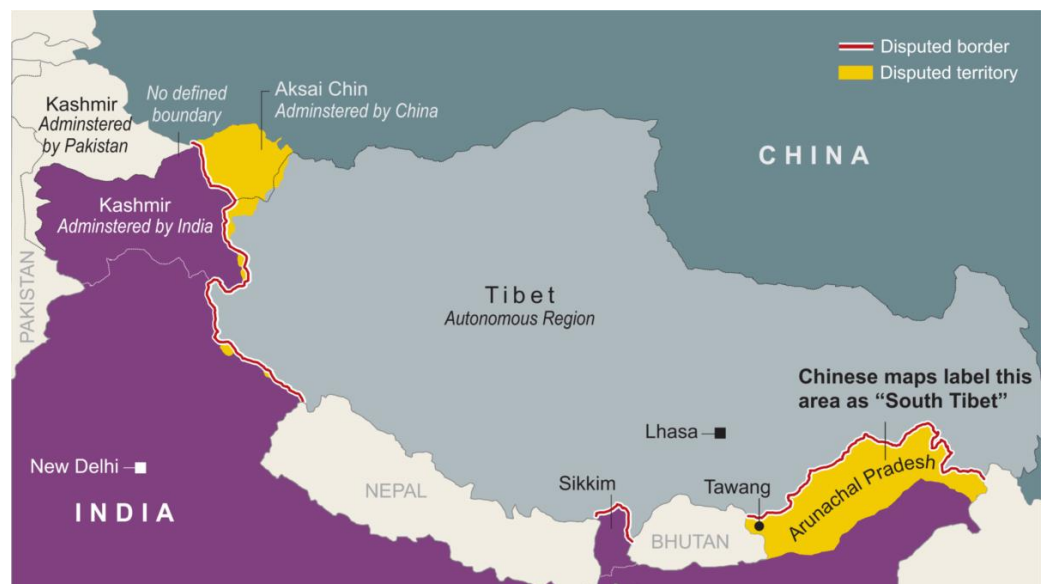 Disputed border
Disputed territory
Kashmir
Adminstered
by Pakistan
No defined
boundary
Aksai Chin
Adminstered by China
CHINA
Kashmir
Adminstered by India
PAKISTAN
Tibet
Autonomous Region
Chinese maps label this
area as “South Tibet”
Lhasa
New Delhi
NEPAL
Sikkim
Tawang
Arunachal Pradesh
INDIA
BHUTAN